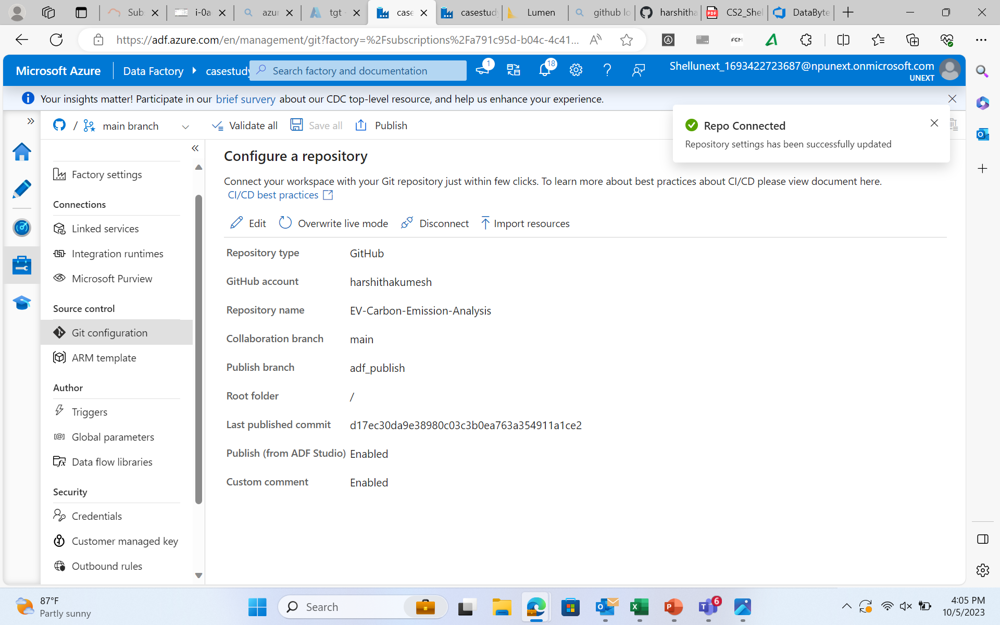 Sub
i-0a
azur
tgt -
case
casestudy
Lumen
github lo
harshitha
CS2_Shel
DataByte
https://adf.azure.com/en/management/git?factory=%2Fsubscriptions%2Fa791c95d-b04c-4c41...
FCM
Microsoft Azure
Data Factory
casestudy
Search factory and documentation
1
18
Shellunext_1693422723687@npunext.onmicrosoft.com
UNEXT
Your insights matter! Participate in our brief survery about our CDC top-level resource, and help us enhance your experience.
/ main branch
Validate all
Save all
Publish
Repo Connected
Repository settings has been successfully updated
Factory settings
Connections
Linked services
Integration runtimes
Microsoft Purview
Source control
Git configuration
ARM template
Author
Triggers
Global parameters
Data flow libraries
Security
Credentials
Customer managed key
Outbound rules
Configure a repository
Connect your workspace with your Git repository just within few clicks. To learn more about best practices about CI/CD please view document here.
CI/CD best practices
Edit
Overwrite live mode
Disconnect
Import resources
Repository type GitHub
GitHub account harshithakumesh
Repository name EV-Carbon-Emission-Analysis
Collaboration branch main
Publish branch adf_publish
Root folder /
Last published commit d17ec30da9e38980c03c3b0ea763a354911a1ce2
Publish (from ADF Studio) Enabled
Custom comment Enabled
87°F
Partly sunny
Search
6
4:05 PM
10/5/2023